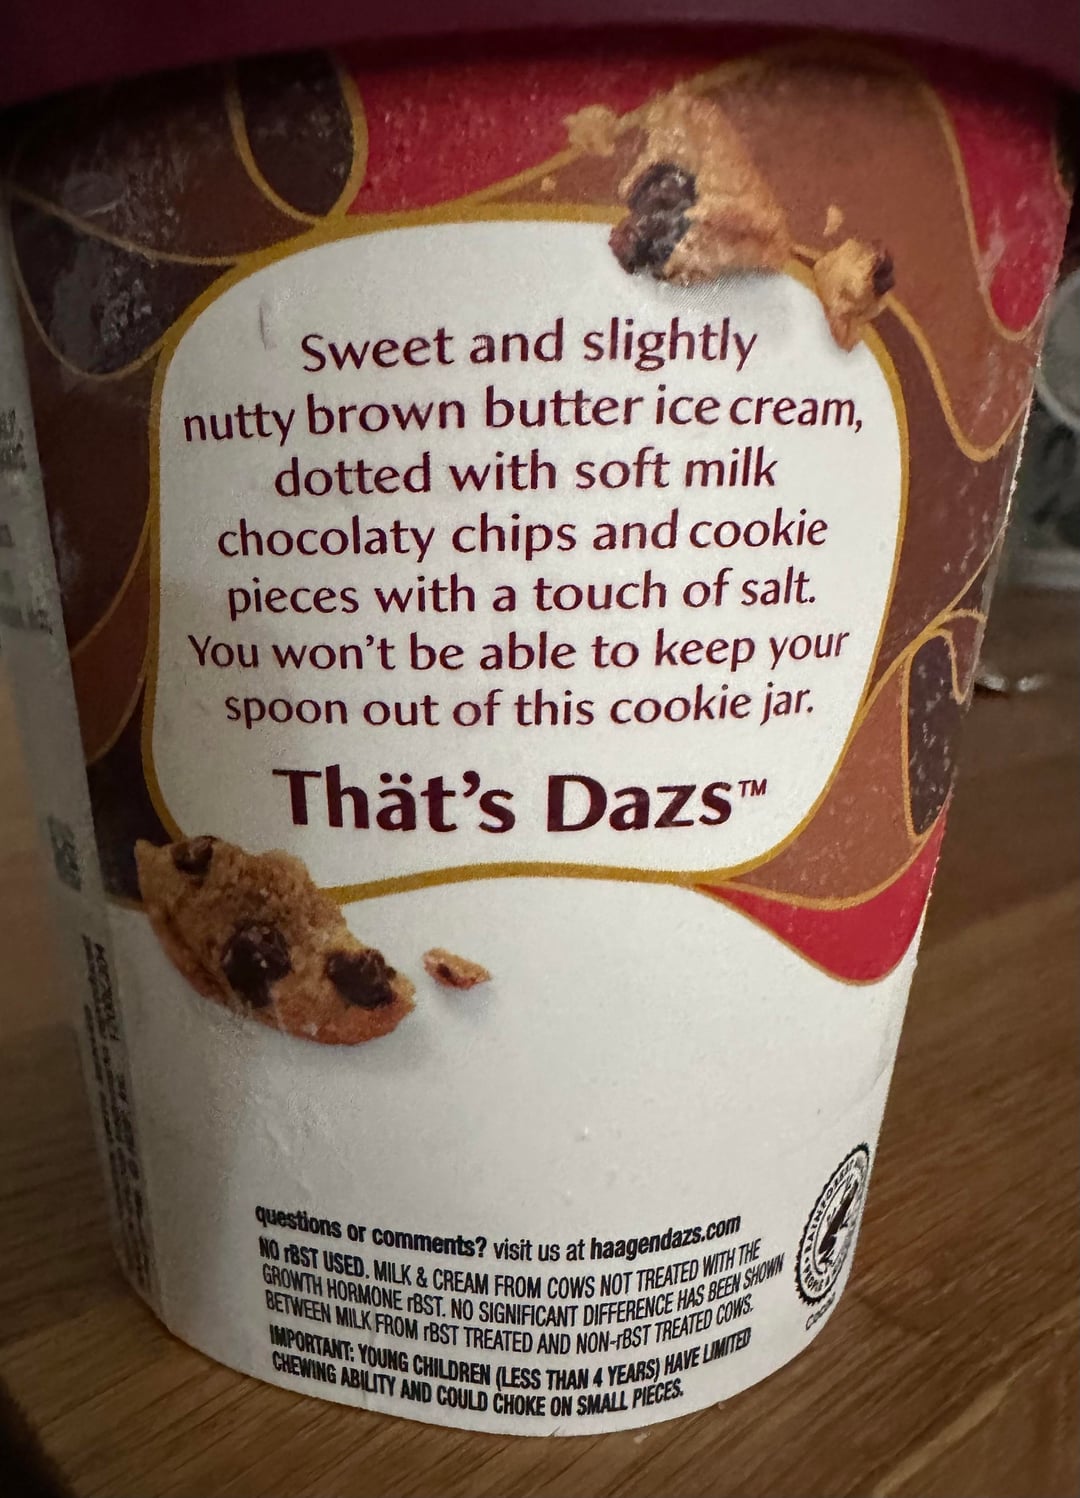 Sweet and slightly
nutty brown butter ice cream,
dotted with soft milk
chocolaty chips and cookie
pieces with a touch of salt.
You won't be able to keep your
spoon out of this cookie jar.
Thät's Dazs™
questions or comments? visit us at haagendazs.com
NO rBST USED. MILK & CREAM FROM COWS NOT TREATED WITH THE
GROWTH HORMONE rBST. NO SIGNIFICANT DIFFERENCE HAS BEEN SHOWN
BETWEEN MILK FROM rBST TREATED AND NON-rBST TREATED COWS.
IMPORTANT: YOUNG CHILDREN (LESS THAN 4 YEARS) HAVE LIMITED
CHEWING ABILITY AND COULD CHOKE ON SMALL PIECES.